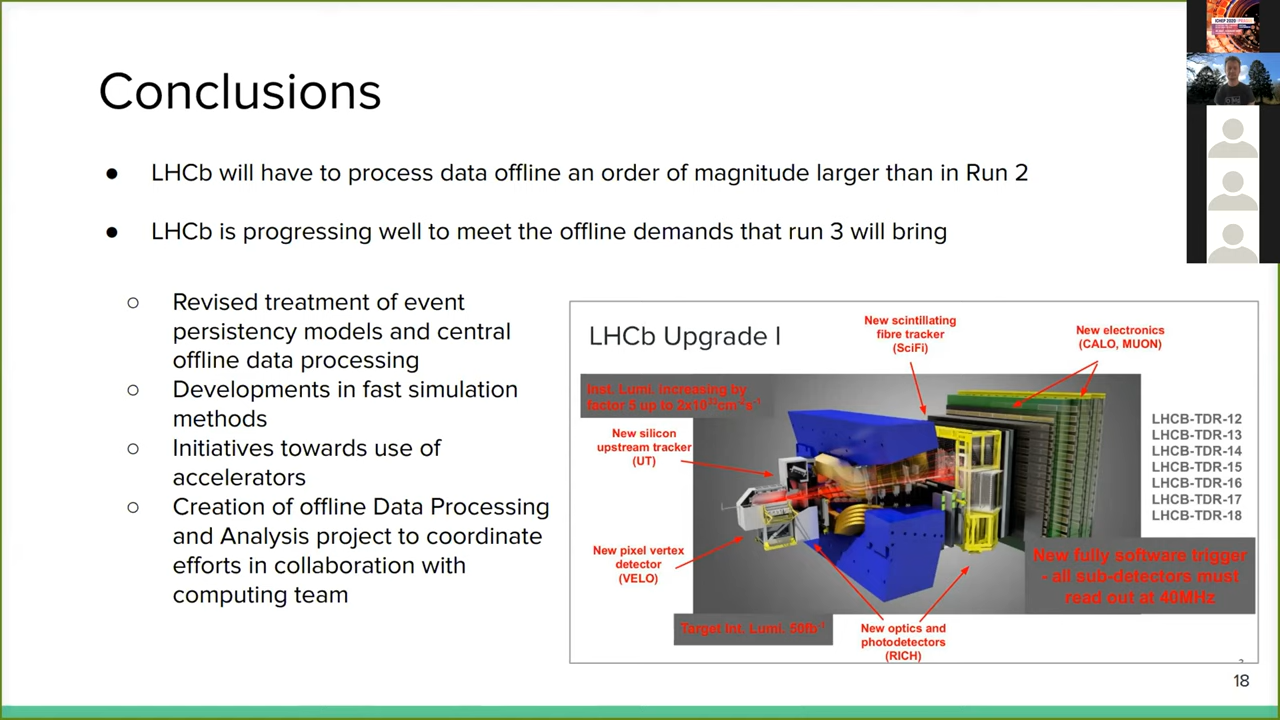 Conclusions
● LHCb will have to process data offline an order of magnitude larger than in Run 2
● LHCb is progressing well to meet the offline demands that run 3 will bring
○ Revised treatment of event
persistency models and central
offline data processing
○ Developments in fast simulation
methods
○ Initiatives towards use of
accelerators
○ Creation of offline Data Processing
and Analysis project to coordinate
efforts in collaboration with
computing team
LHCb Upgrade I
New scintillating
fibre tracker
(SciFi)
New electronics
(CALO, MUON)
Inst. Lumi. increasing by
factor 5 up to 2x10³³cm⁻²s⁻¹
New silicon
upstream tracker
(UT)
LHCB-TDR-12
LHCB-TDR-13
LHCB-TDR-14
LHCB-TDR-15
LHCB-TDR-16
LHCB-TDR-17
LHCB-TDR-18
New pixel vertex
detector
(VELO)
New fully software trigger
- all sub-detectors must
read out at 40MHz
Target Int. Lumi. 50fb⁻¹
New optics and
photodetectors
(RICH)
18
ICHEP 2020